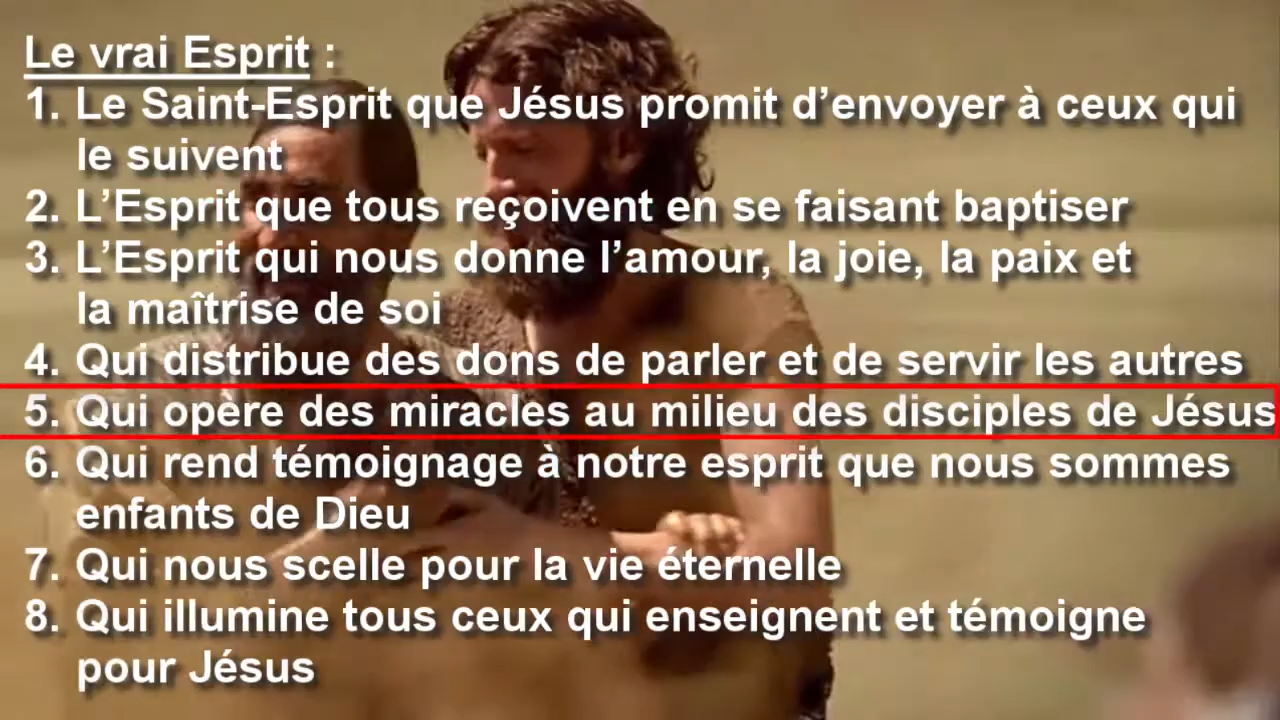 Le vrai Esprit :
1. Le Saint-Esprit que Jésus promit d’envoyer à ceux qui
le suivent
2. L’Esprit que tous reçoivent en se faisant baptiser
3. L’Esprit qui nous donne l’amour, la joie, la paix et
la maîtrise de soi
4. Qui distribue des dons de parler et de servir les autres
5. Qui opère des miracles au milieu des disciples de Jésus
6. Qui rend témoignage à notre esprit que nous sommes
enfants de Dieu
7. Qui nous scelle pour la vie éternelle
8. Qui illumine tous ceux qui enseignent et témoigne
pour Jésus